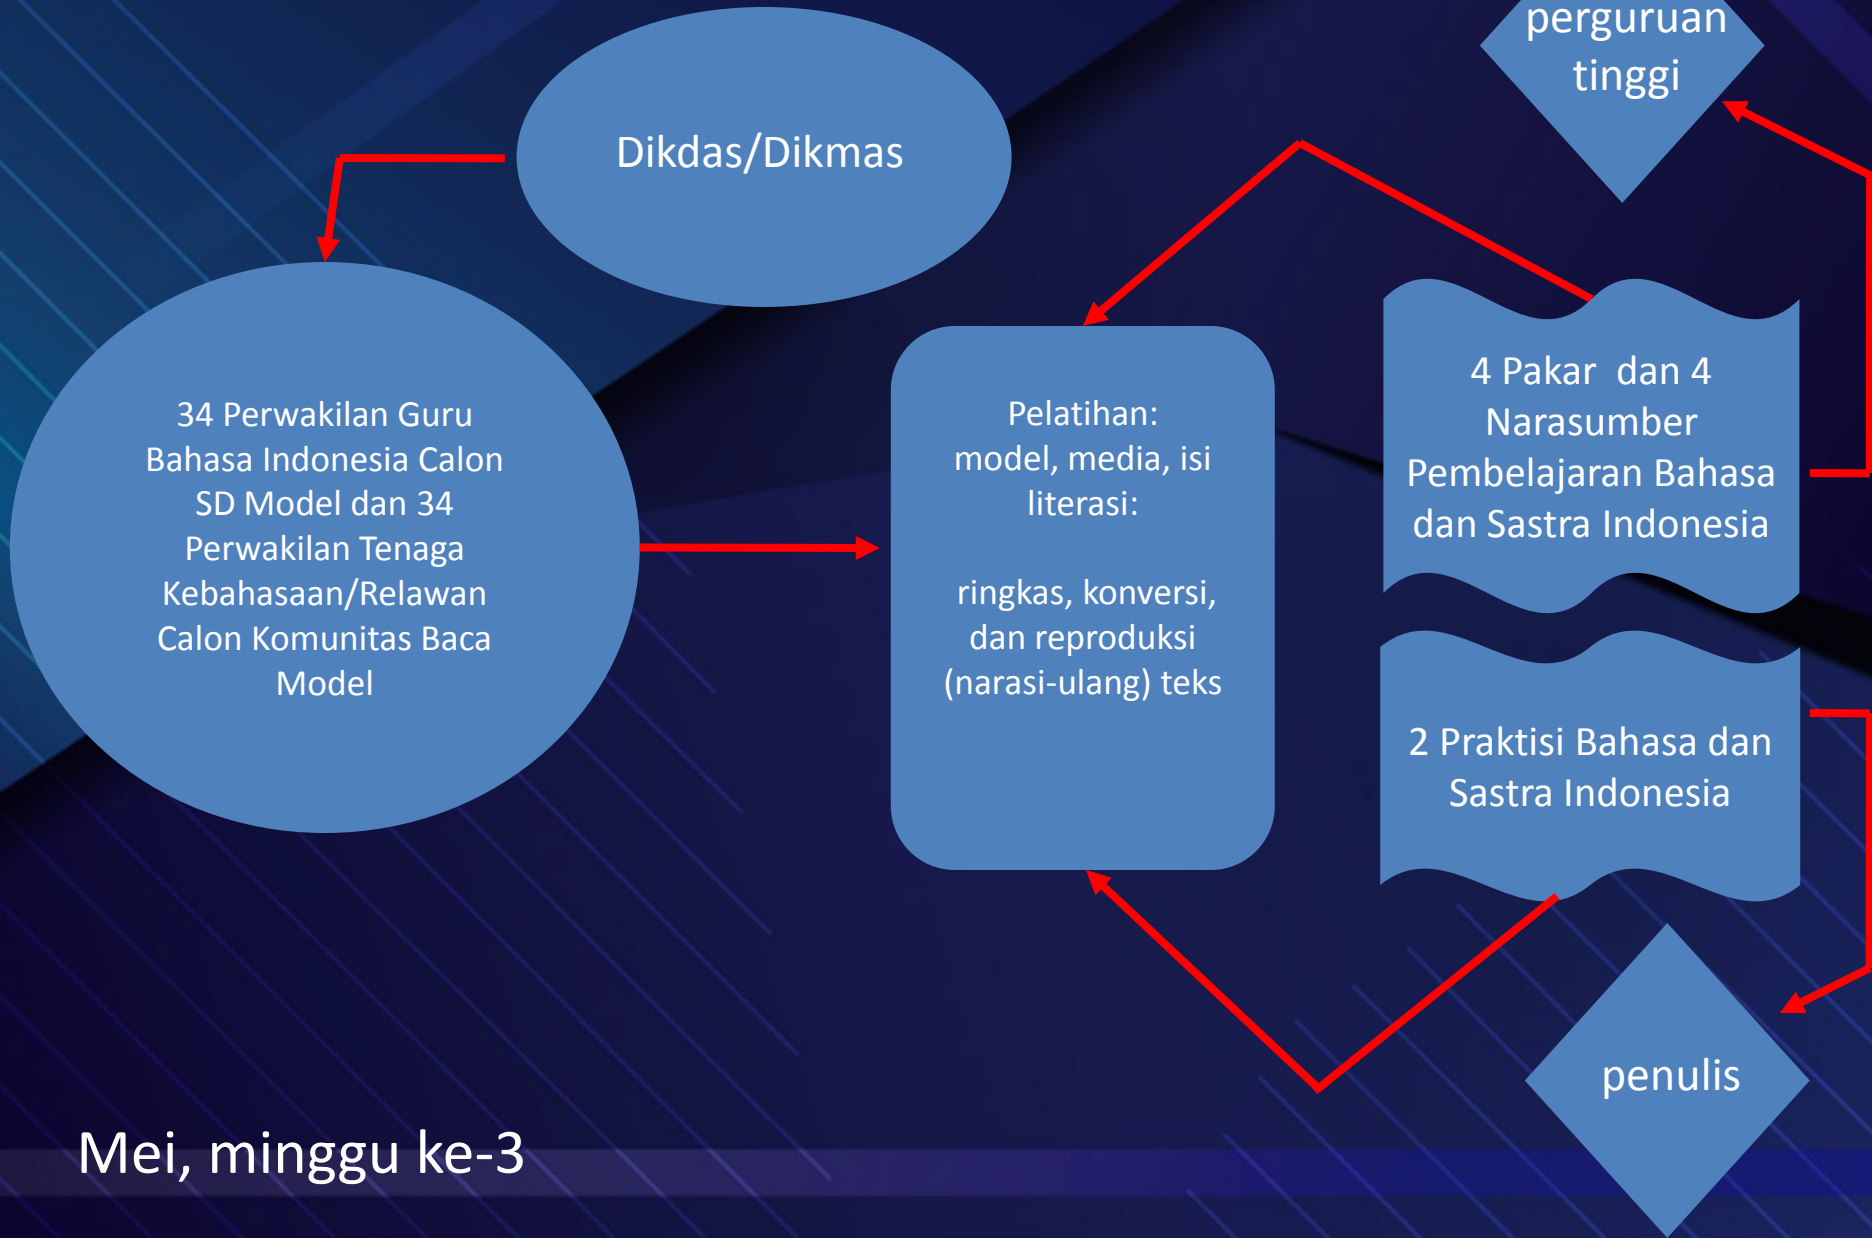 perguruan
tinggi
Dikdas/Dikmas
34 Perwakilan Guru
Bahasa Indonesia Calon
SD Model dan 34
Perwakilan Tenaga
Kebahasaan/Relawan
Calon Komunitas Baca
Model
Pelatihan:
model, media, isi
literasi:
ringkas, konversi,
dan reproduksi
(narasi-ulang) teks
4 Pakar  dan 4
Narasumber
Pembelajaran Bahasa
dan Sastra Indonesia
2 Praktisi Bahasa dan
Sastra Indonesia
penulis
Mei, minggu ke-3